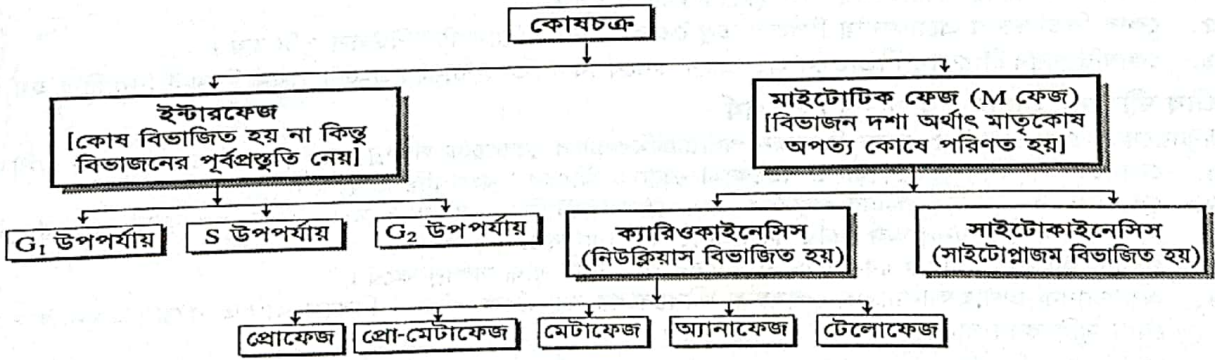 কোষচক্র
ইন্টারফেজ
[কোষ বিভাজিত হয় না কিন্তু
বিভাজনের পূর্বপ্রস্তুতি নেয়]
মাইটোটিক ফেজ (M ফেজ)
[বিভাজন দশা অর্থাৎ মাতৃকোষ
অপত্য কোষে পরিণত হয়]
G₁ উপপর্যায়
S উপপর্যায়
G₂ উপপর্যায়
ক্যারিওকাইনেসিস
(নিউক্লিয়াস বিভাজিত হয়)
সাইটোকাইনেসিস
(সাইটোপ্লাজম বিভাজিত হয়)
প্রোফেজ
প্রো-মেটাফেজ
মেটাফেজ
অ্যানাফেজ
টেলোফেজ